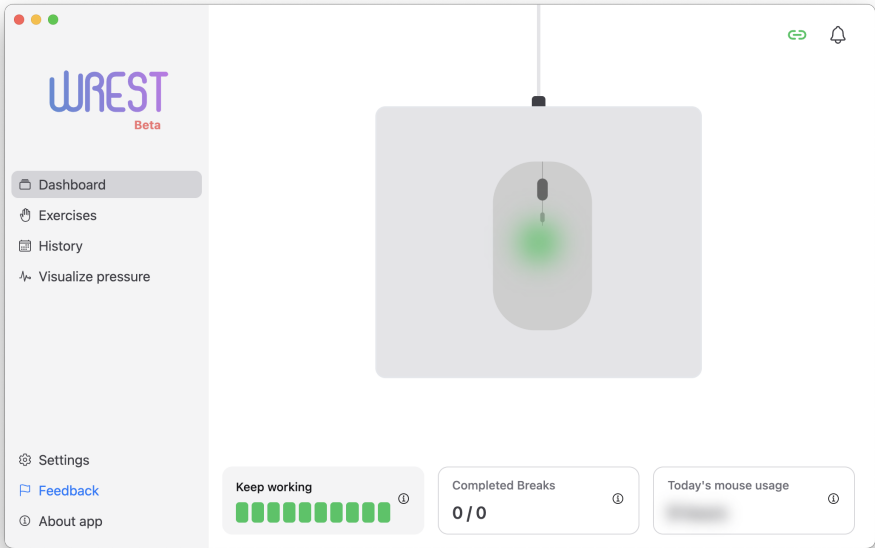 WREST
Beta
Dashboard
Exercises
History
Visualize pressure
Settings
Feedback
About app
Keep working
Completed Breaks
0 / 0
Today's mouse usage